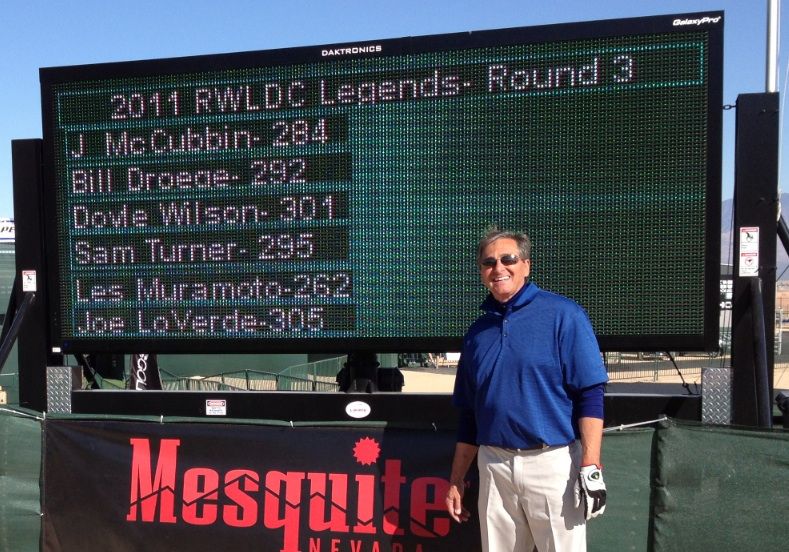 DAKTRONICS
GalaxyPro
2011 RWLDC Legends- Round 3
J McCubbin- 284
Bill Droege- 292
Doyle Wilson- 301
Sam Turner- 295
Les Muramoto-262
Joe LoVerde-305
Mesquite
NEVADA